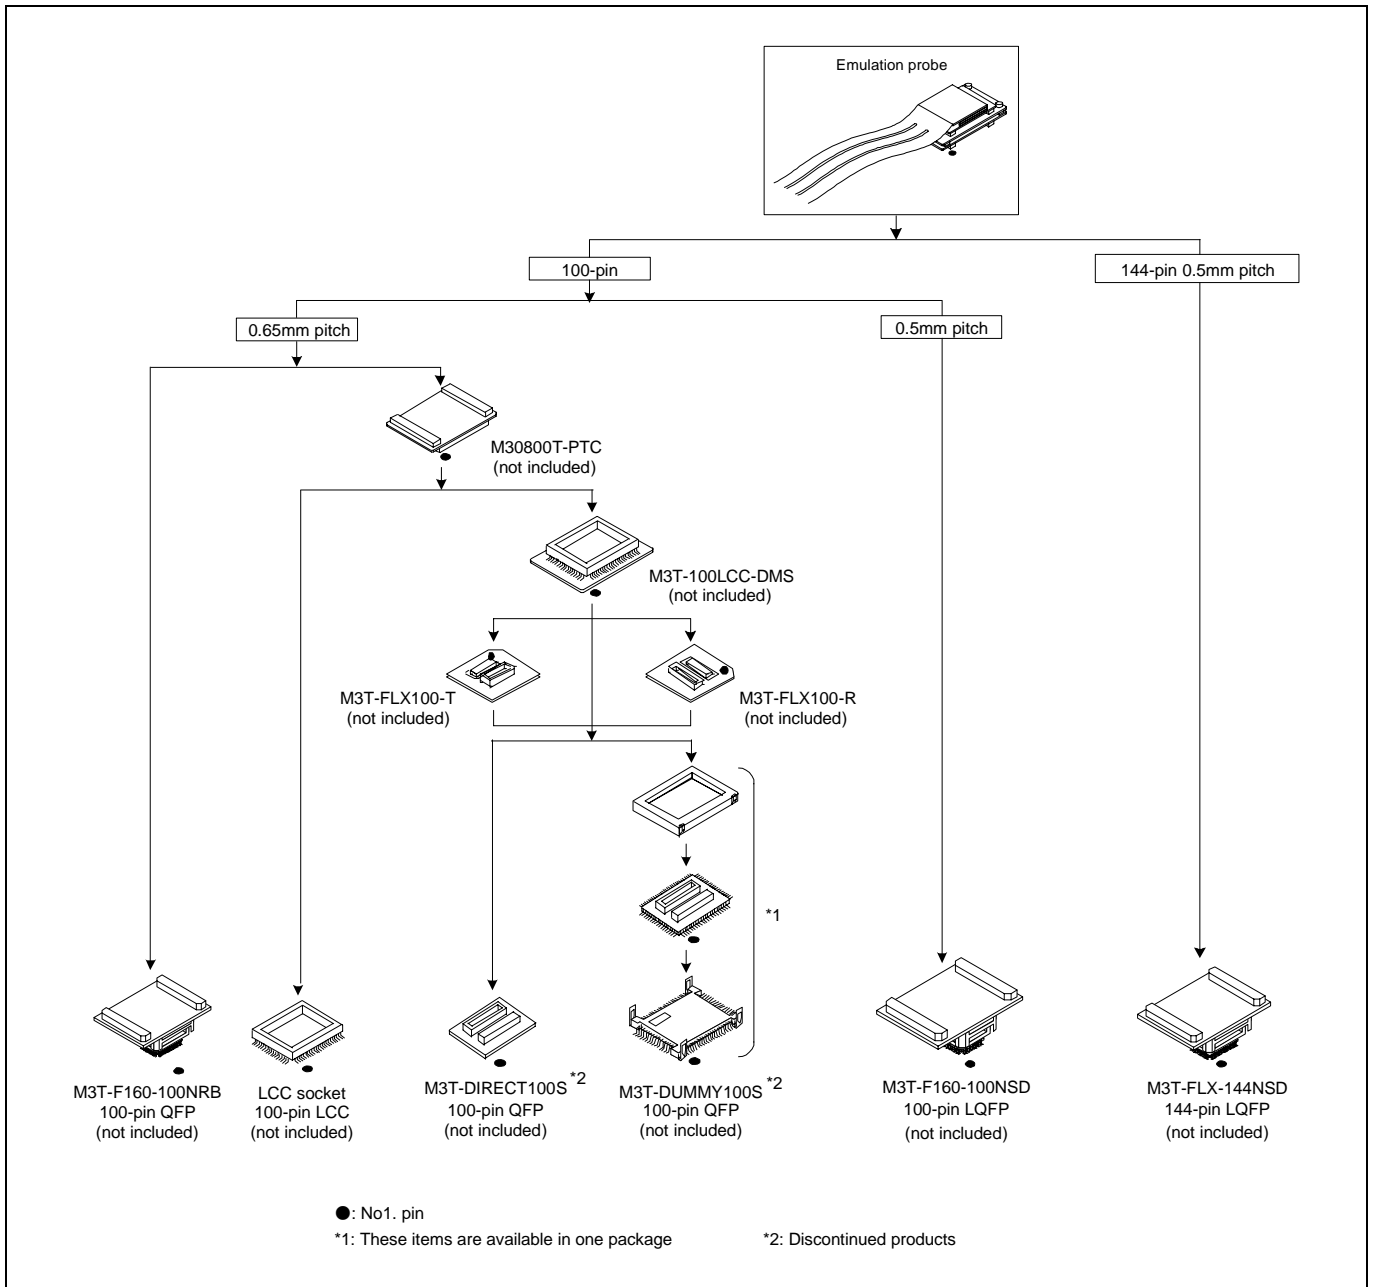 Emulation probe
100-pin
144-pin 0.5mm pitch
0.65mm pitch
0.5mm pitch
M30800T-PTC
(not included)
M3T-100LCC-DMS
(not included)
M3T-FLX100-T
(not included)
M3T-FLX100-R
(not included)
*1
M3T-F160-100NRB
100-pin QFP
(not included)
LCC socket
100-pin LCC
(not included)
M3T-DIRECT100S *2
100-pin QFP
(not included)
M3T-DUMMY100S *2
100-pin QFP
(not included)
M3T-F160-100NSD
100-pin LQFP
(not included)
M3T-FLX-144NSD
144-pin LQFP
(not included)
●: No1. pin
*1: These items are available in one package
*2: Discontinued products